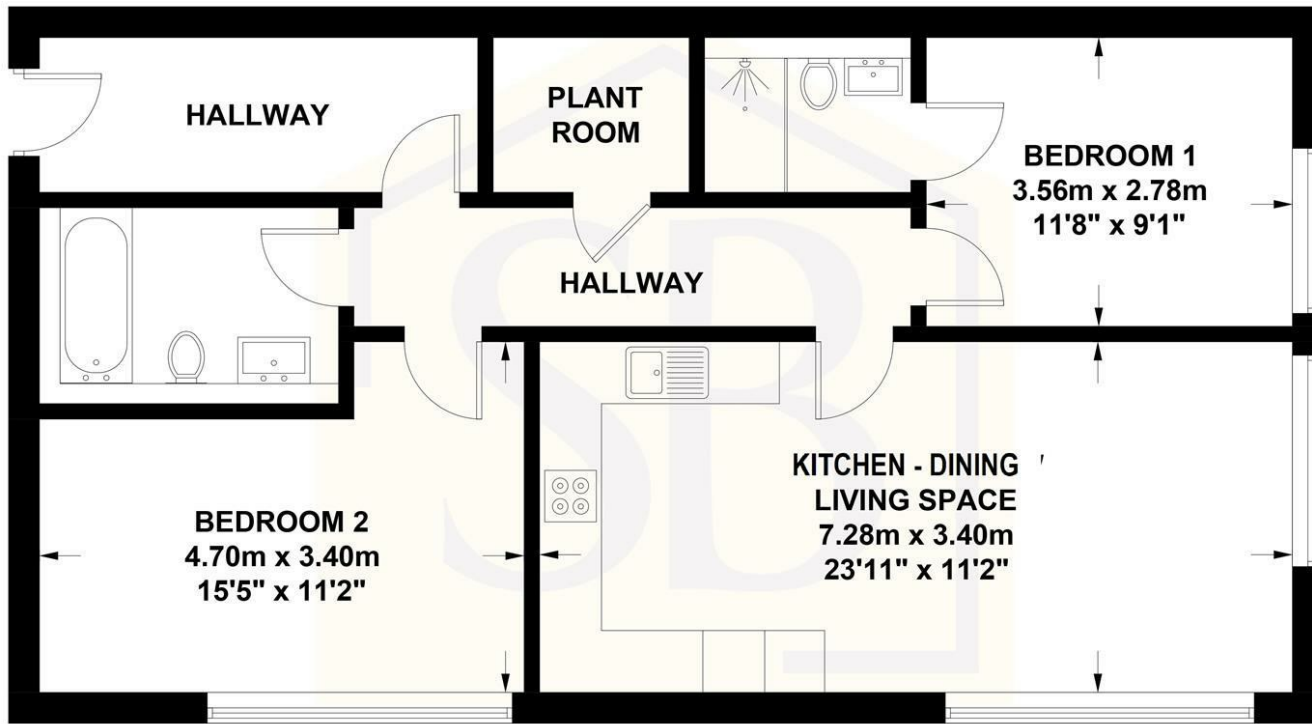 HALLWAY
PLANT
ROOM
BEDROOM 1
3.56m x 2.78m
11'8" x 9'1"
HALLWAY
BEDROOM 2
4.70m x 3.40m
15'5" x 11'2"
KITCHEN - DINING
LIVING SPACE
7.28m x 3.40m
23'11" x 11'2"
SB